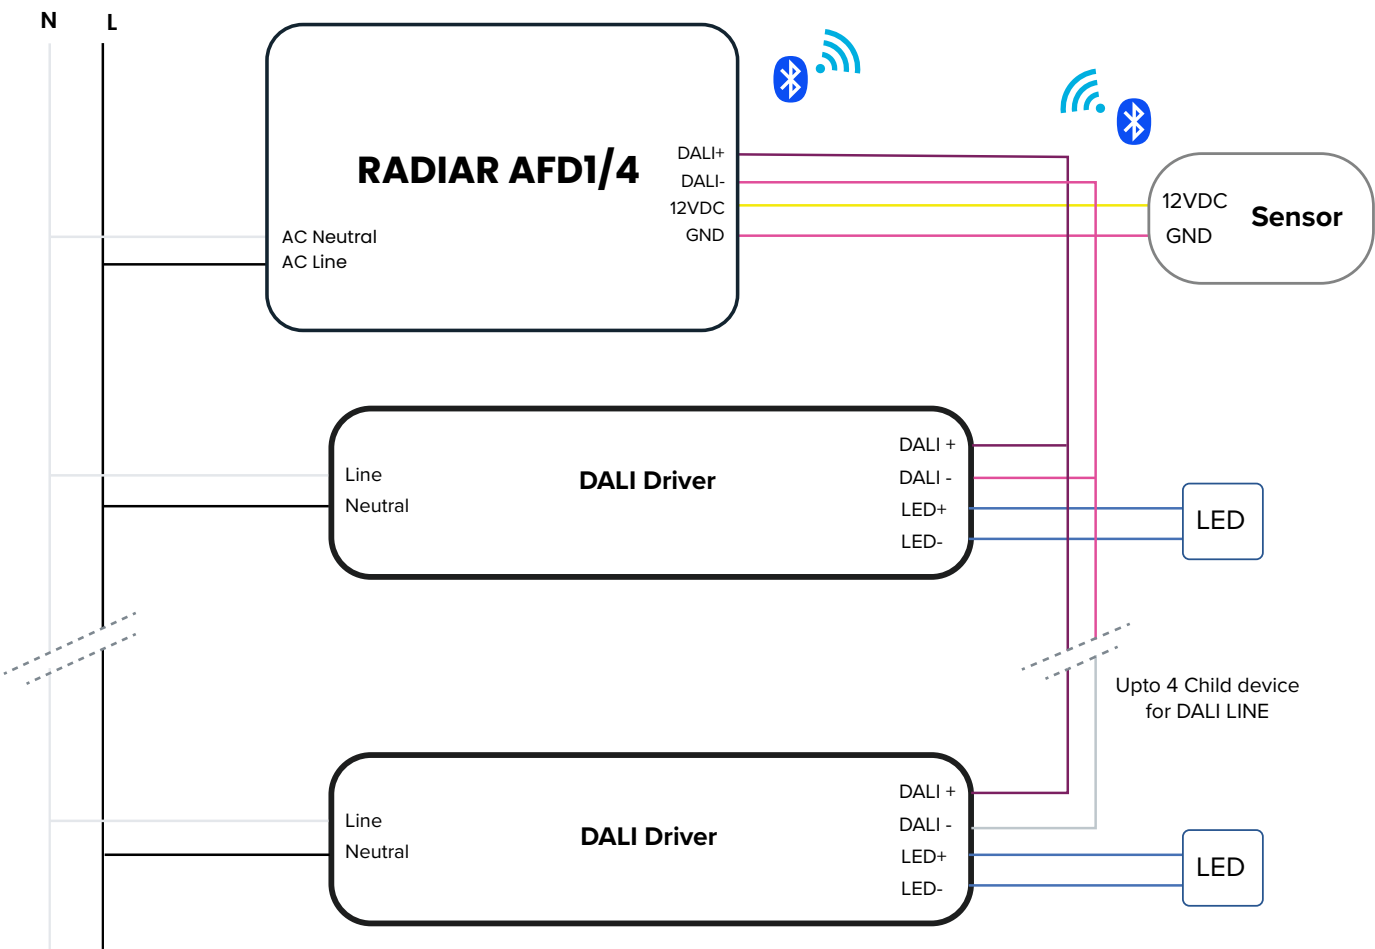 N
L
RADIAR AFD1/4
DALI+
DALI-
12VDC
GND
AC Neutral
AC Line
12VDC
GND
Sensor
DALI Driver
Line
Neutral
DALI +
DALI -
LED+
LED-
LED
Upto 4 Child device
for DALI LINE
DALI Driver
Line
Neutral
DALI +
DALI -
LED+
LED-
LED